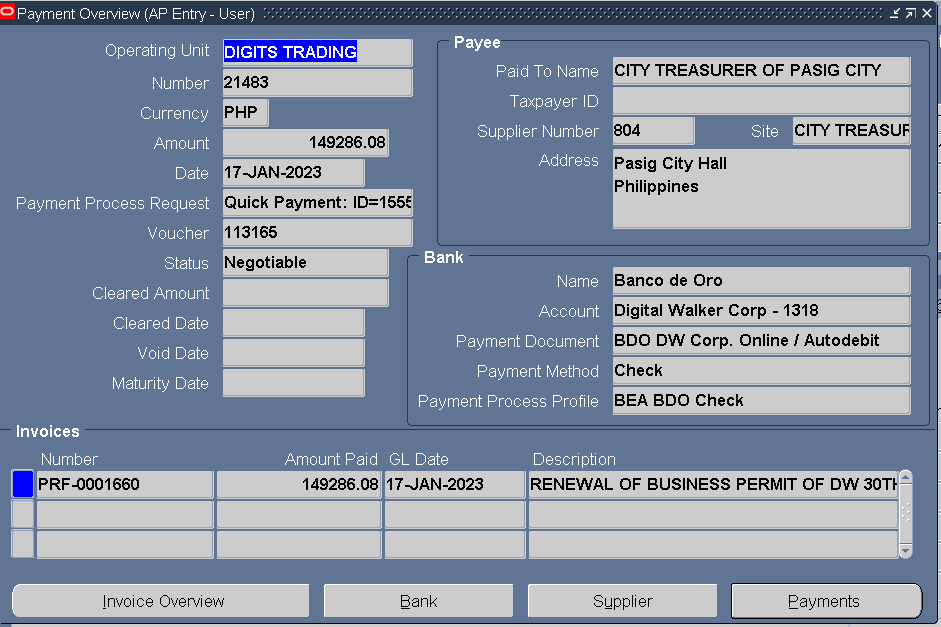 Payment Overview (AP Entry - User)
Operating Unit DIGITS TRADING
Number 21483
Currency PHP
Amount 149286.08
Date 17-JAN-2023
Payment Process Request Quick Payment: ID=1555
Voucher 113165
Status Negotiable
Cleared Amount
Cleared Date
Void Date
Maturity Date
Payee
Paid To Name CITY TREASURER OF PASIG CITY
Taxpayer ID
Supplier Number 804 Site CITY TREASUR
Address Pasig City Hall
Philippines
Bank
Name Banco de Oro
Account Digital Walker Corp - 1318
Payment Document BDO DW Corp. Online / Autodebit
Payment Method Check
Payment Process Profile BEA BDO Check
Invoices
Number Amount Paid GL Date Description
PRF-0001660 149286.08 17-JAN-2023 RENEWAL OF BUSINESS PERMIT OF DW 30TH
Invoice Overview Bank Supplier Payments